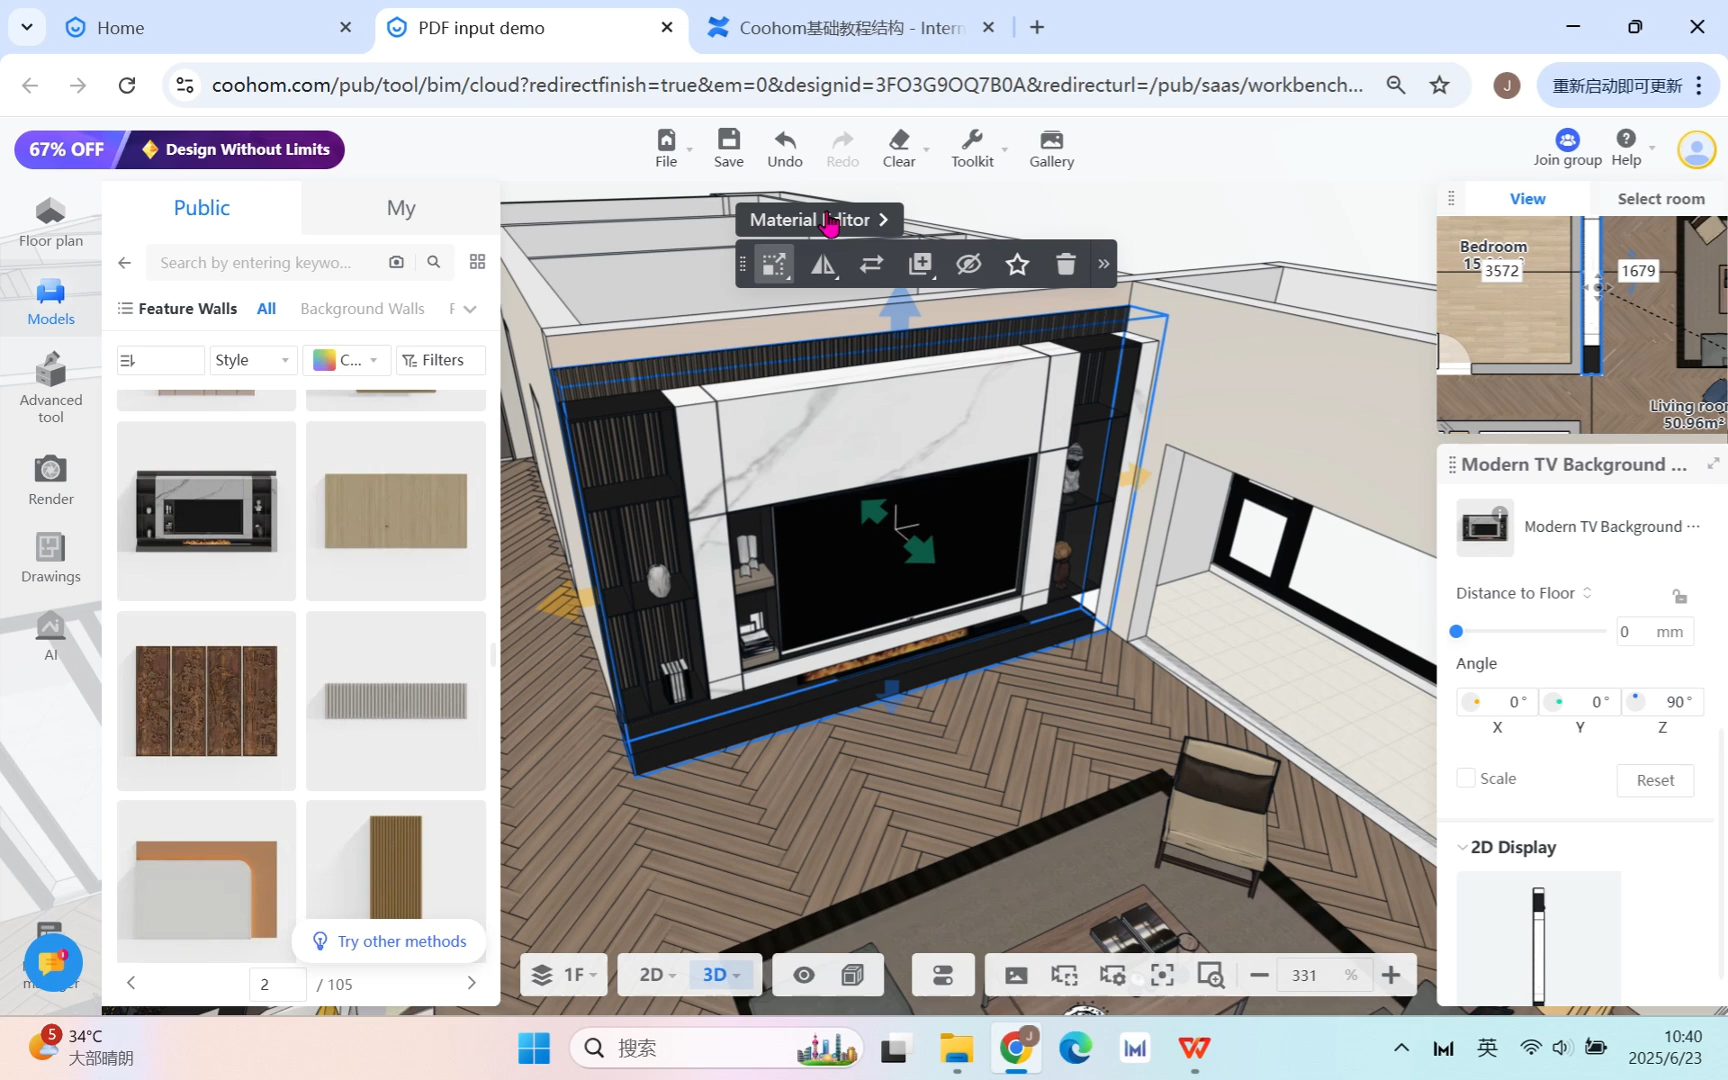 Home
PDF input demo
Coohom基础教程结构 - Intern
coohom.com/pub/tool/bim/cloud?redirectfinish=true&em=0&designid=3FO3G9OQ7B0A&redirecturl=/pub/saas/workbench...
J
重新启动即可更新
67% OFF
Design Without Limits
File
Save
Undo
Redo
Clear
Toolkit
Gallery
Join group
Help
Floor plan
Models
Advanced tool
Render
Drawings
AI
Public
My
Search by entering keywo...
Feature Walls
All
Background Walls
Style
C...
Filters
Try other methods
2 / 105
Material Editor
View
Select room
Bedroom
3572
1679
50.96m²
Modern TV Background ...
Modern TV Background ...
Distance to Floor
0 mm
Angle
0°
0°
90°
X
Y
Z
Scale
Reset
2D Display
1F
2D
3D
331 %
5
34°C
大部晴朗
搜索
J
英
10:40
2025/6/23